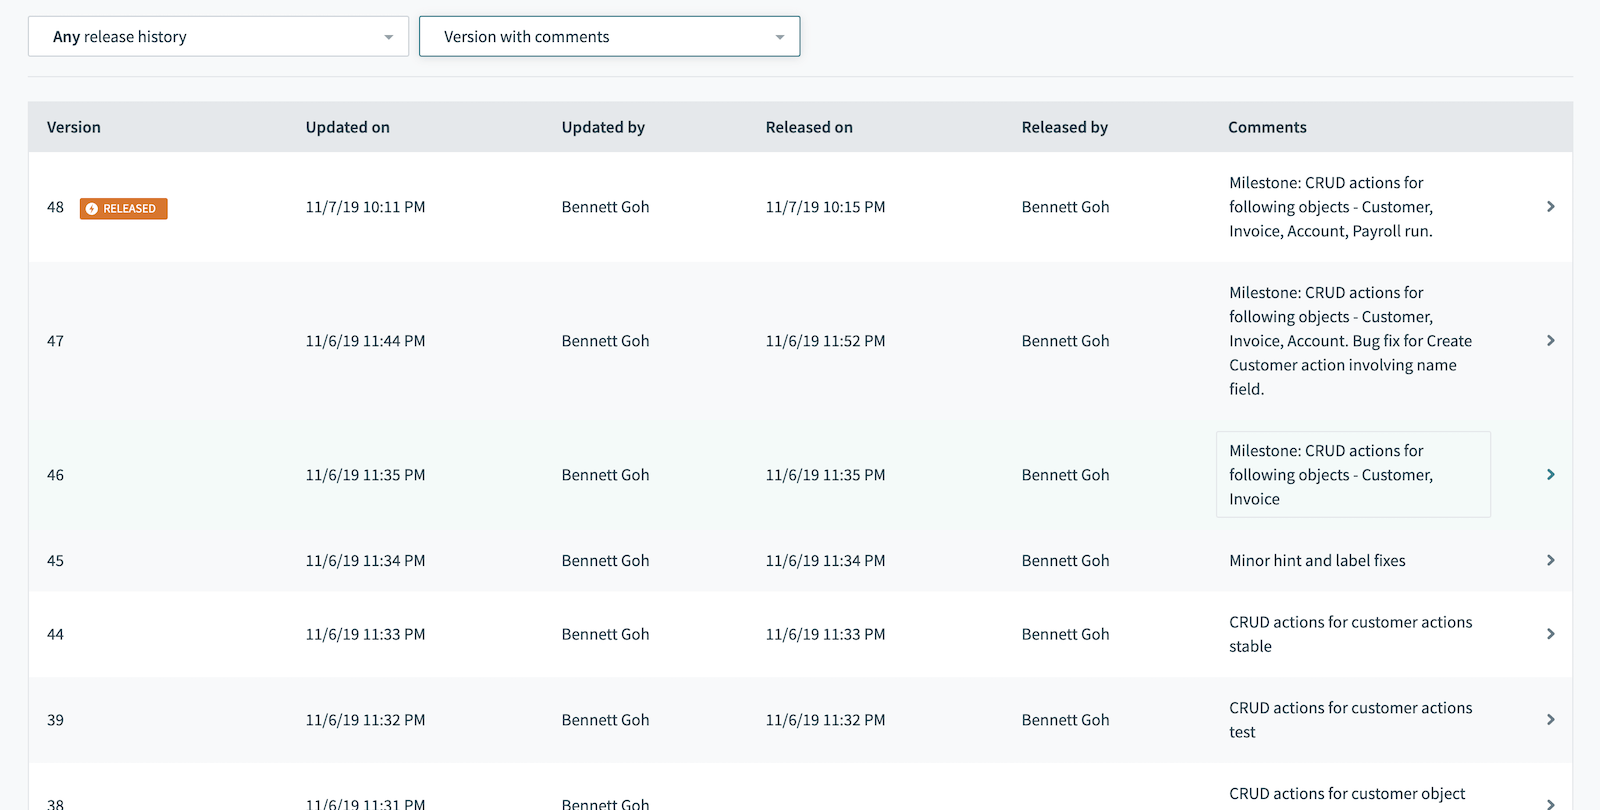 Any release history
Version with comments
Version Updated on Updated by Released on Released by Comments
48 RELEASED 11/7/19 10:11 PM Bennett Goh 11/7/19 10:15 PM Bennett Goh Milestone: CRUD actions for
following objects - Customer,
Invoice, Account, Payroll run.
47 11/6/19 11:44 PM Bennett Goh 11/6/19 11:52 PM Bennett Goh Milestone: CRUD actions for
following objects - Customer,
Invoice, Account. Bug fix for Create
Customer action involving name
field.
46 11/6/19 11:35 PM Bennett Goh 11/6/19 11:35 PM Bennett Goh Milestone: CRUD actions for
following objects - Customer,
Invoice
45 11/6/19 11:34 PM Bennett Goh 11/6/19 11:34 PM Bennett Goh Minor hint and label fixes
44 11/6/19 11:33 PM Bennett Goh 11/6/19 11:33 PM Bennett Goh CRUD actions for customer actions
stable
39 11/6/19 11:32 PM Bennett Goh 11/6/19 11:32 PM Bennett Goh CRUD actions for customer actions
test
38 11/6/19 11:31 PM Bennett Goh CRUD actions for customer object